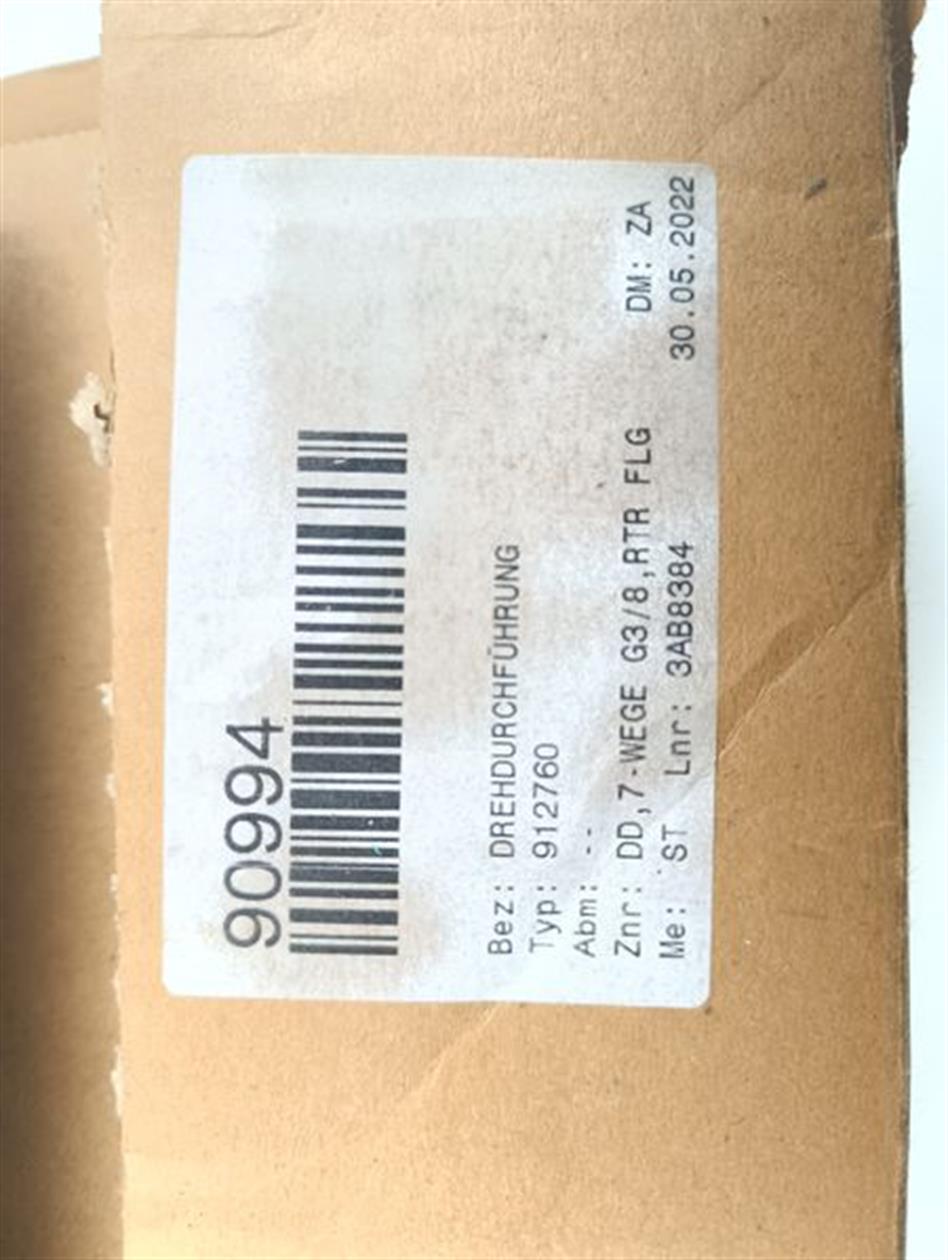 90994
Bez: DREHDURCHFÜHRUNG
Typ: 912760
Abm: --
Znr: DD,7-WEGE G3/8,RTR FLG DM: ZA
Me: ST Lnr: 3AB8384 30.05.2022